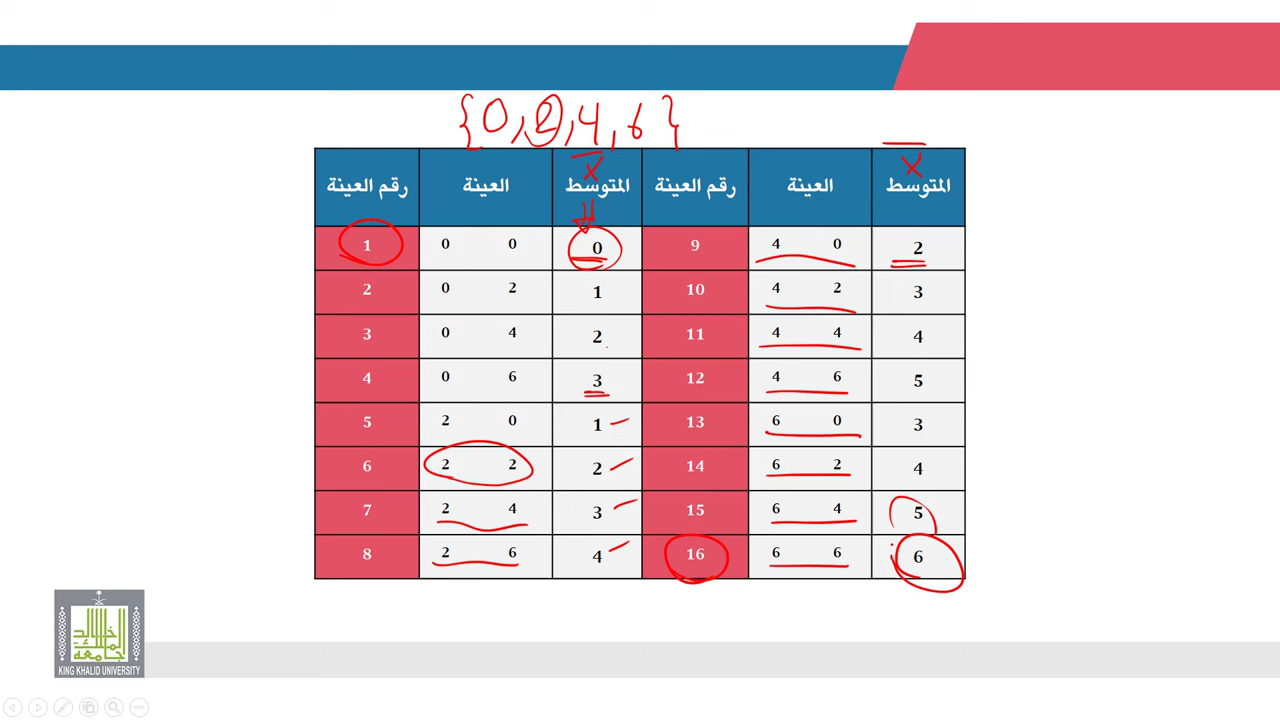 {0,2,4,6}
x̄ x̄
رقم العينة العينة المتوسط رقم العينة العينة المتوسط
1 0 0 0 9 4 0 2
2 0 2 1 10 4 2 3
3 0 4 2 11 4 4 4
4 0 6 3 12 4 6 5
5 2 0 1 13 6 0 3
6 2 2 2 14 6 2 4
7 2 4 3 15 6 4 5
8 2 6 4 16 6 6 6
جامعة الملك خالد
KING KHALID UNIVERSITY